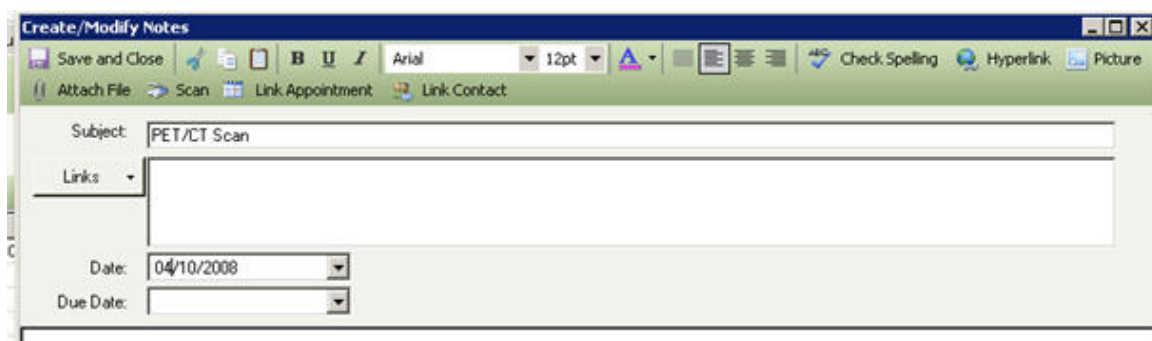 Create/Modify Notes
Save and Close B U I Arial 12pt A ABC Check Spelling Hyperlink Picture
Attach File Scan Link Appointment Link Contact
Subject: PET/CT Scan
Links
Date: 04/10/2008
Due Date: